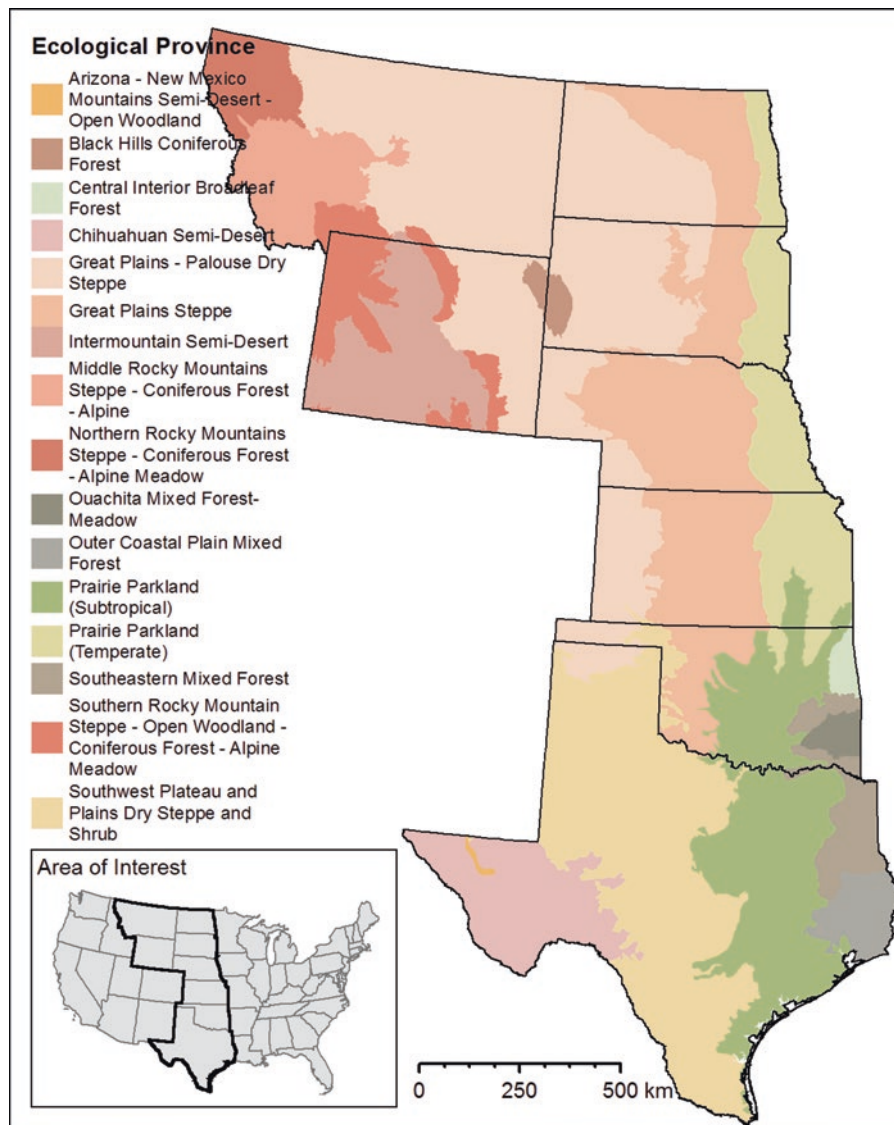 Ecological Province
Arizona - New Mexico
Mountains Semi-Desert -
Open Woodland
Black Hills Coniferous
Forest
Central Interior Broadleaf
Forest
Chihuahuan Semi-Desert
Great Plains - Palouse Dry
Steppe
Great Plains Steppe
Intermountain Semi-Desert
Middle Rocky Mountains
Steppe - Coniferous Forest
- Alpine
Northern Rocky Mountains
Steppe - Coniferous Forest
- Alpine Meadow
Ouachita Mixed Forest-
Meadow
Outer Coastal Plain Mixed
Forest
Prairie Parkland
(Subtropical)
Prairie Parkland
(Temperate)
Southeastern Mixed Forest
Southern Rocky Mountain
Steppe - Open Woodland -
Coniferous Forest - Alpine
Meadow
Southwest Plateau and
Plains Dry Steppe and
Shrub
Area of Interest
0 250 500 km